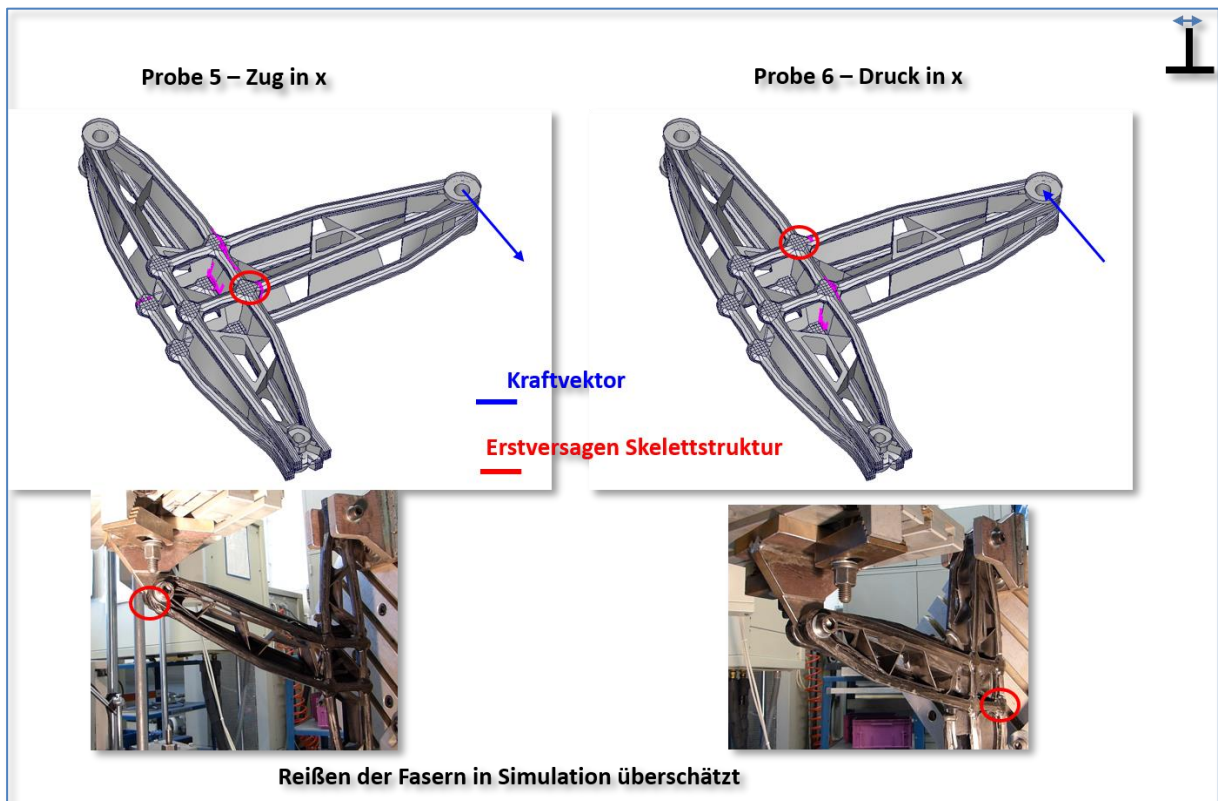 Probe 5 – Zug in x
Probe 6 – Druck in x
Kraftvektor
Erstversagen Skelettstruktur
Reißen der Fasern in Simulation überschätzt